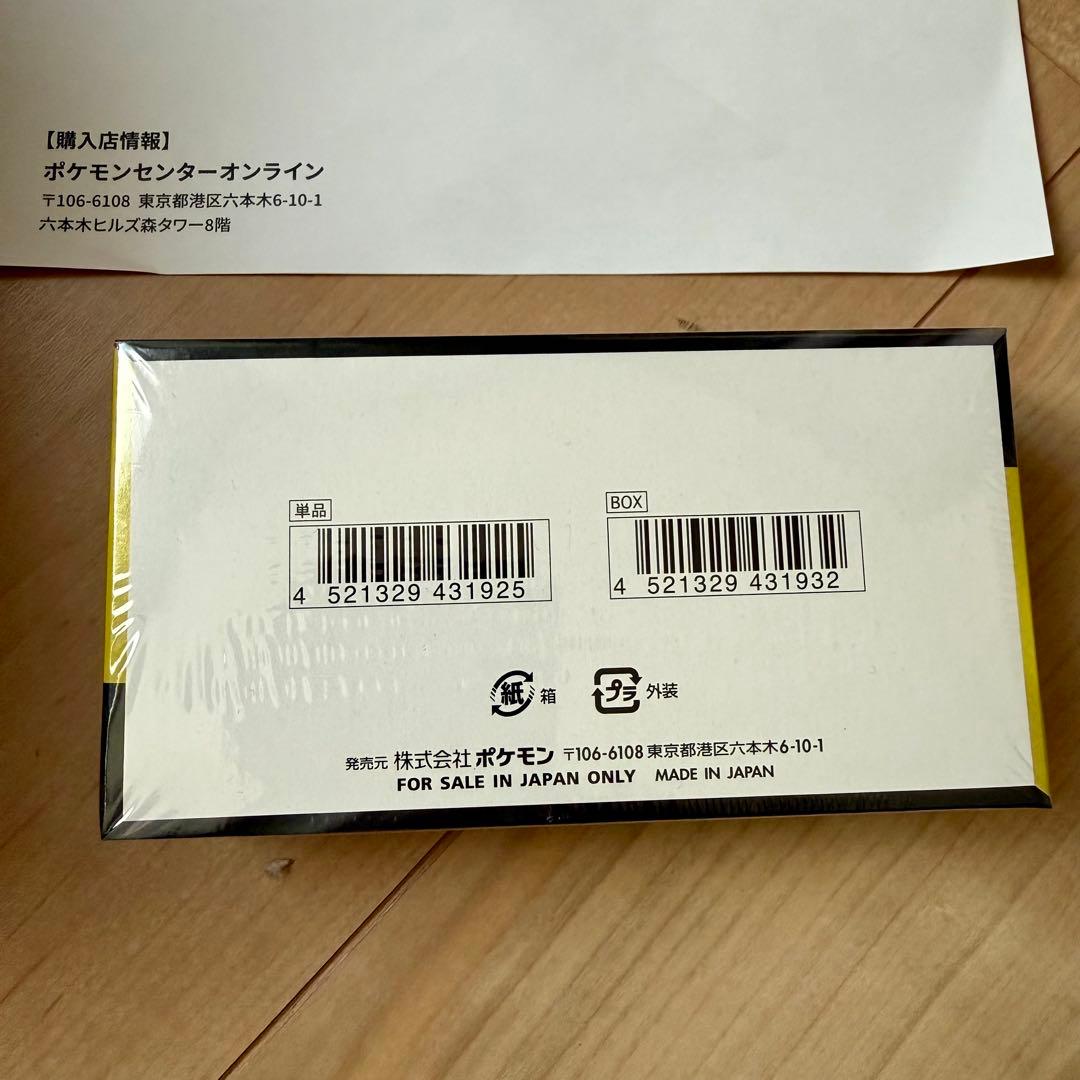 【購入店情報】
ポケモンセンターオンライン
〒106-6108 東京都港区六本木6-10-1
六本木ヒルズ森タワー8階
単品
4 521329 431925
BOX
4 521329 431932
紙 箱
プラ 外装
発売元 株式会社ポケモン 〒106-6108 東京都港区六本木6-10-1
FOR SALE IN JAPAN ONLY MADE IN JAPAN